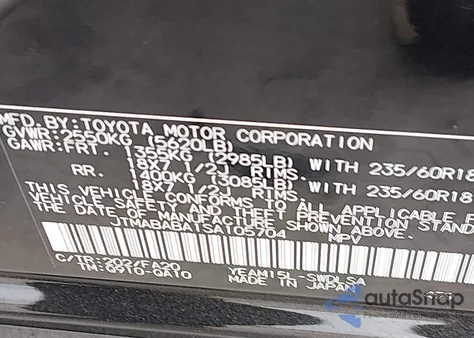 MFD.BY:TOYOTA MOTOR CORPORATION
GVWR:2550KG (5620LB)
GAWR:FRT. 1355KG (2985LB) WITH 235/60R18
18X7 1/2J RIMS,
RR. 1400KG (3085LB) WITH 235/60R18
18X7 1/2J RIMS,
THIS VEHICLE CONFORMS TO ALL APPLICABLE
VEHICLE SAFETY AND THEFT PREVENTION
THE DATE OF MANUFACTURE SHOWN ABOVE.
JTMABABA1SA105704 MPV
C/TR:202/EA20 YEAM15L-SWDLSA
TM:Q910-QA10 MADE IN JAPAN
autoSnap